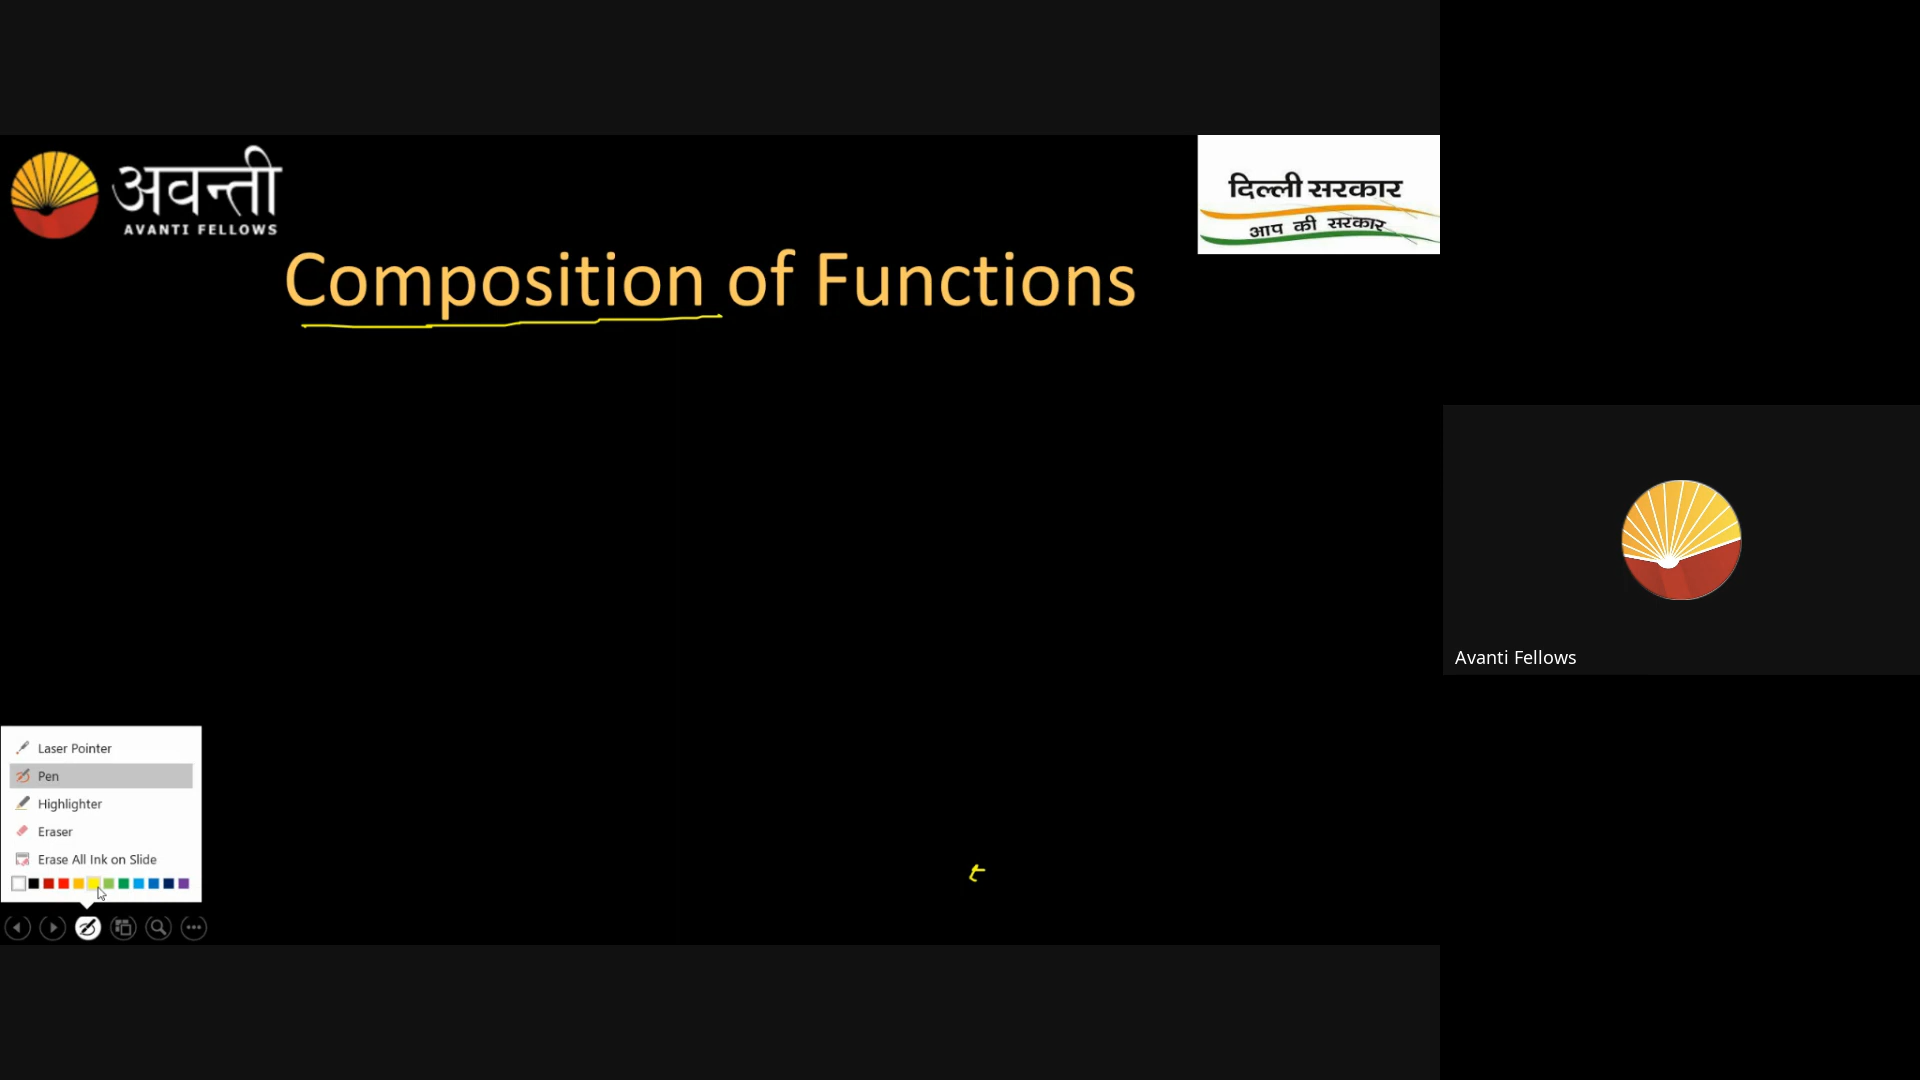 अवन्ती
AVANTI FELLOWS
दिल्ली सरकार
आप की सरकार
Composition of Functions
Laser Pointer
Pen
Highlighter
Eraser
Erase All Ink on Slide
t
Avanti Fellows